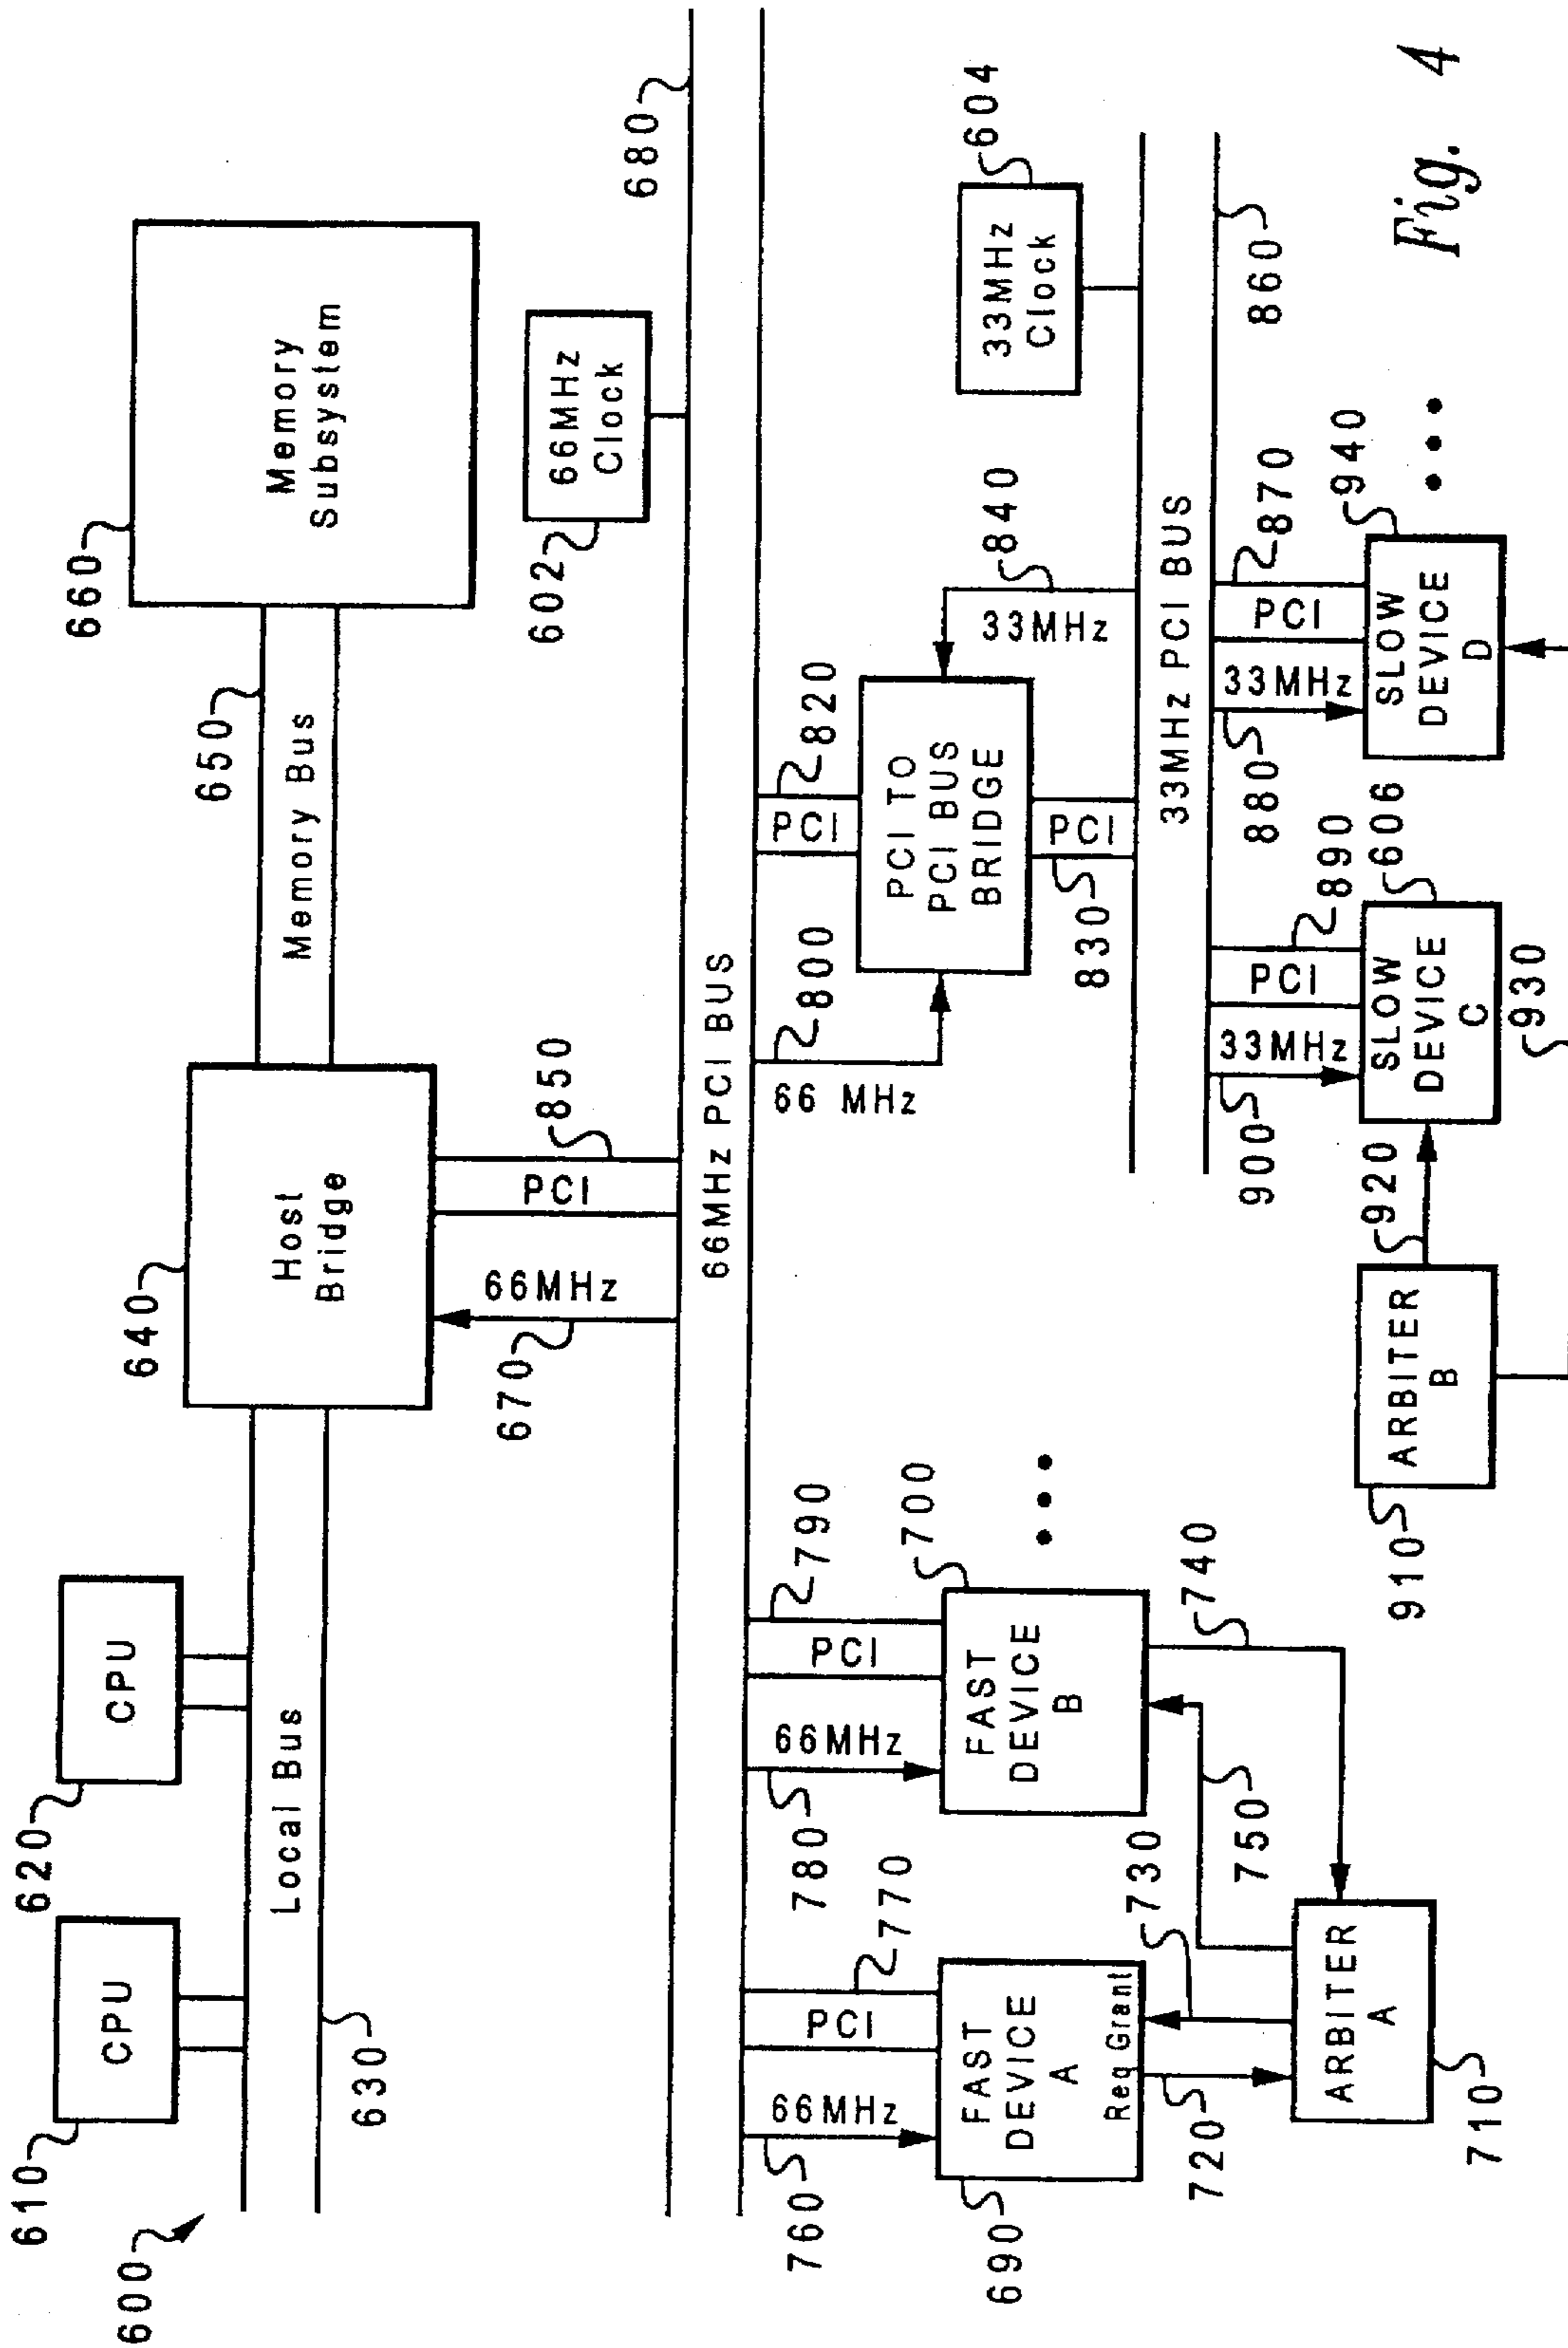 600
610
CPU
620
CPU
Local Bus
630
640
Host
Bridge
650
Memory Bus
660
Memory
Subsystem
670
66MHz
PCI
850
602
66MHz
Clock
680
66MHz PCI BUS
760
66MHz
PCI
770
780
66MHz
PCI
790
800
66 MHz
PCI
820
690
FAST
DEVICE
A
Req Grant
FAST
DEVICE
B
700
• • •
PCI TO
PCI BUS
BRIDGE
33MHz
840
33MHz
Clock
604
830
PCI
33MHz PCI BUS
860
720
730
750
740
710
ARBITER
A
900
33MHz
PCI
890
880
33MHz
PCI
870
910
ARBITER
B
920
SLOW
DEVICE
C
606
930
SLOW
DEVICE
D
940
• • •
Fig. 4